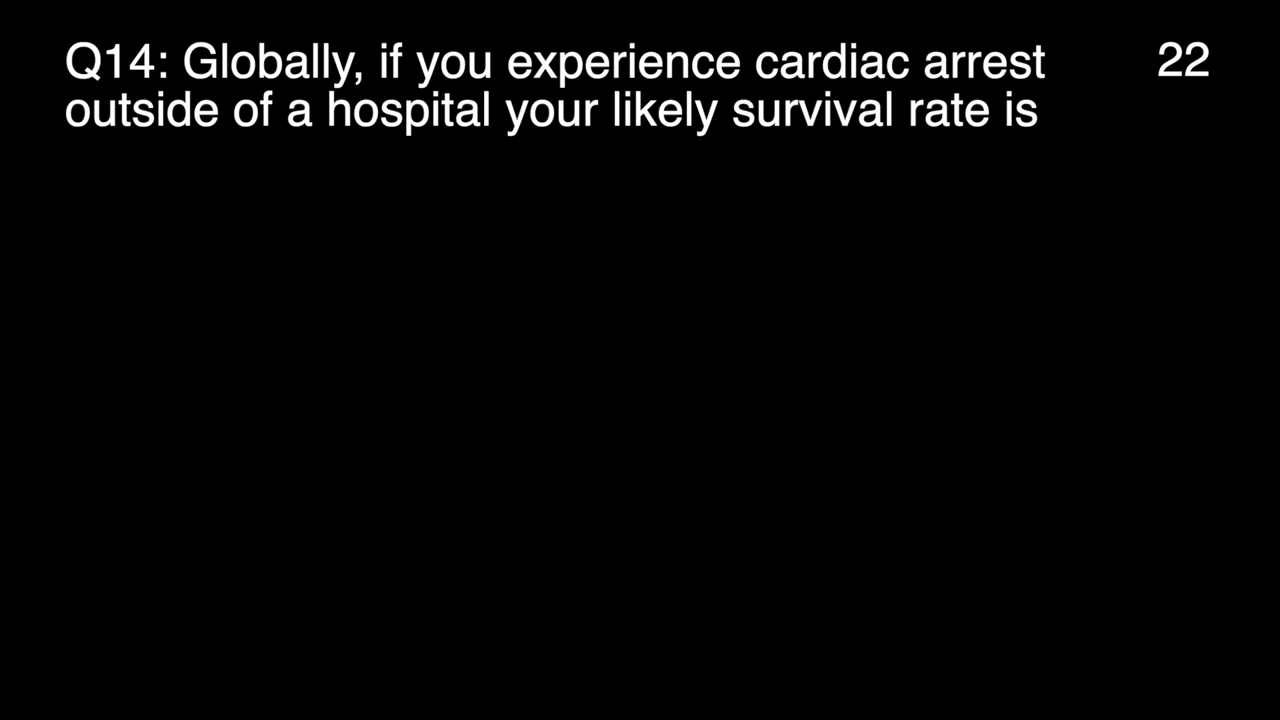 Q14: Globally, if you experience cardiac arrest
outside of a hospital your likely survival rate is
22